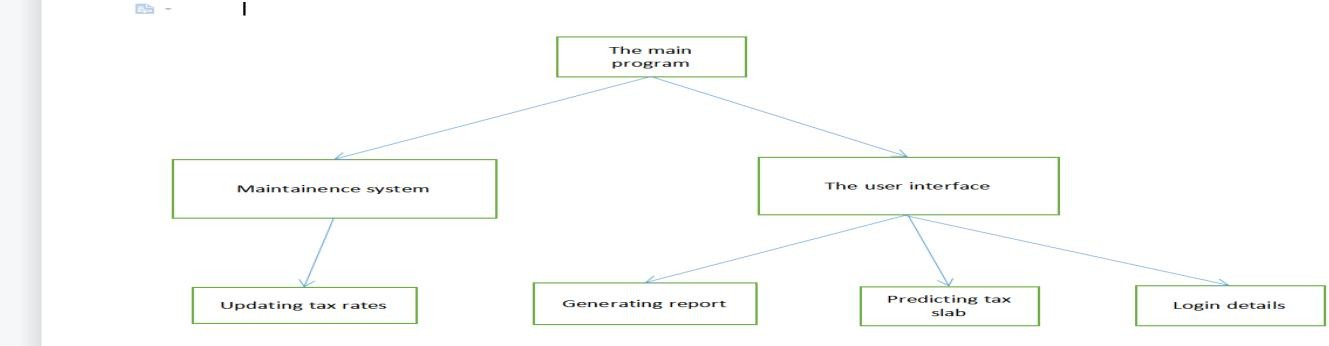 The main
program
Maintainence system
The user interface
Updating tax rates
Generating report
Predicting tax
slab
Login details